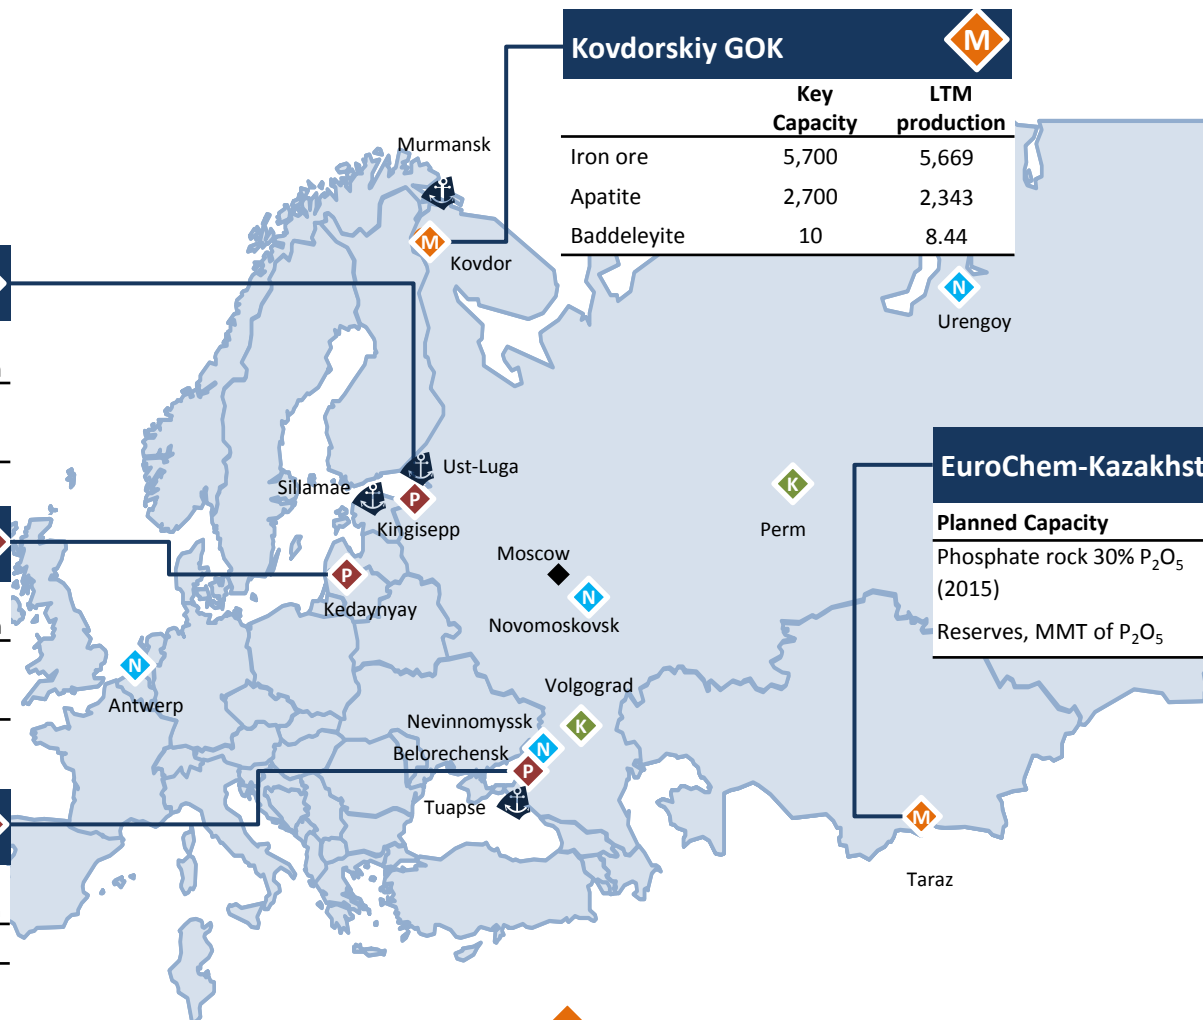 Kovdorskiy GOK
M
Key Capacity LTM production
Iron ore 5,700 5,669
Apatite 2,700 2,343
Baddeleyite 10 8.44
Murmansk
M
Kovdor
N
Urengoy
Ust-Luga
Sillamae
P
Kingisepp
K
Perm
EuroChem-Kazakhst
Planned Capacity
Phosphate rock 30% P₂O₅
(2015)
Reserves, MMT of P₂O₅
Moscow
P
Kedaynyay
N
Novomoskovsk
N
Antwerp
Volgograd
K
Nevinnomyssk
N
Belorechensk
P
Tuapse
M
Taraz